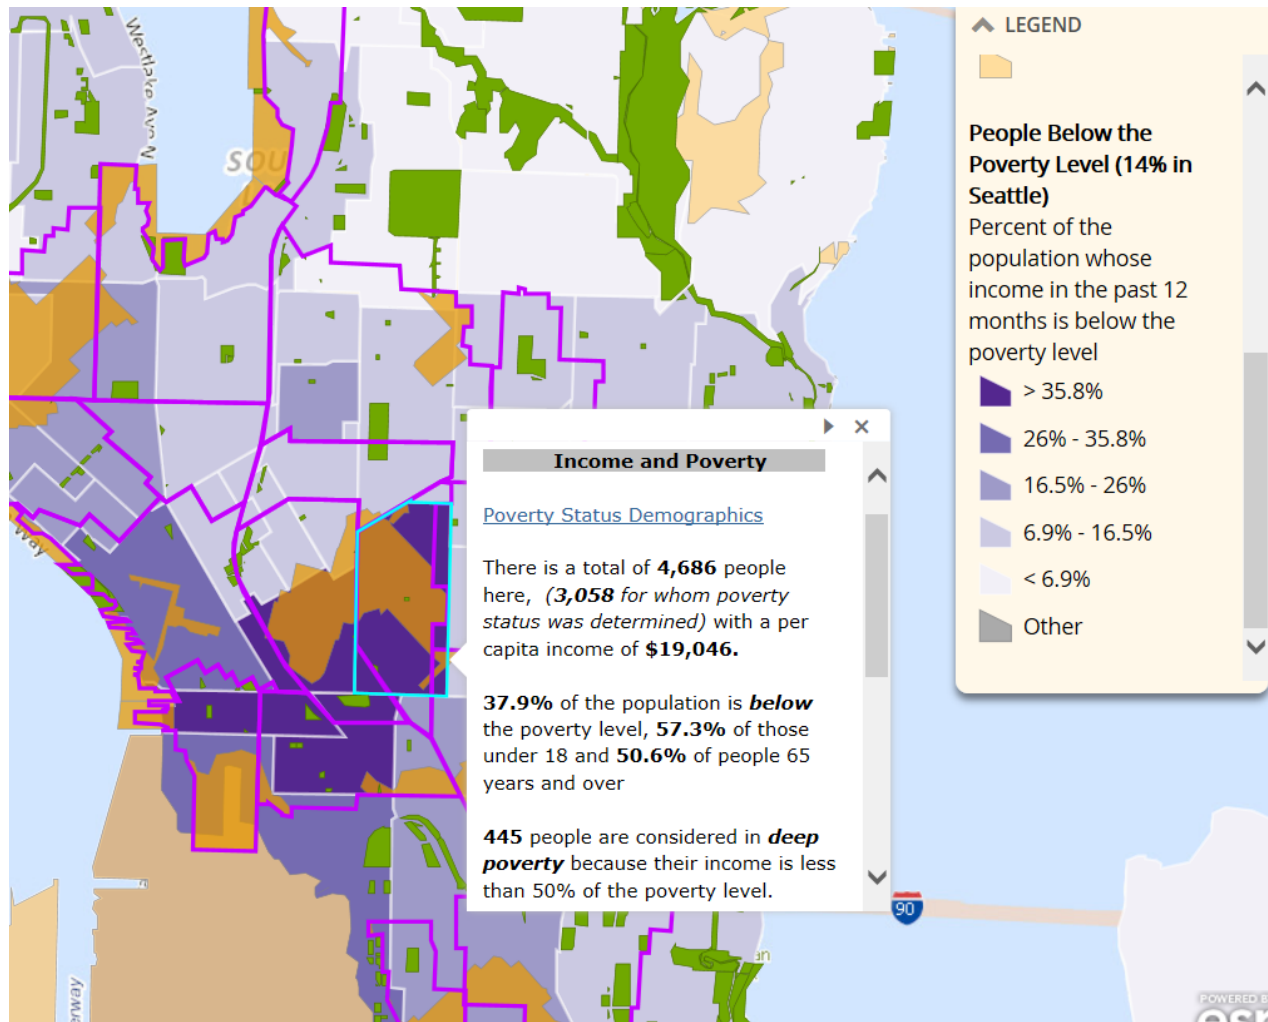 Westlake Ave N
SOU
Way
LEGEND
People Below the
Poverty Level (14% in
Seattle)
Percent of the
population whose
income in the past 12
months is below the
poverty level
> 35.8%
26% - 35.8%
16.5% - 26%
6.9% - 16.5%
< 6.9%
Other
Income and Poverty
Poverty Status Demographics
There is a total of 4,686 people
here, (3,058 for whom poverty
status was determined) with a per
capita income of $19,046.
37.9% of the population is below
the poverty level, 57.3% of those
under 18 and 50.6% of people 65
years and over
445 people are considered in deep
poverty because their income is less
than 50% of the poverty level.
90
an
erway
POWERED B
esr